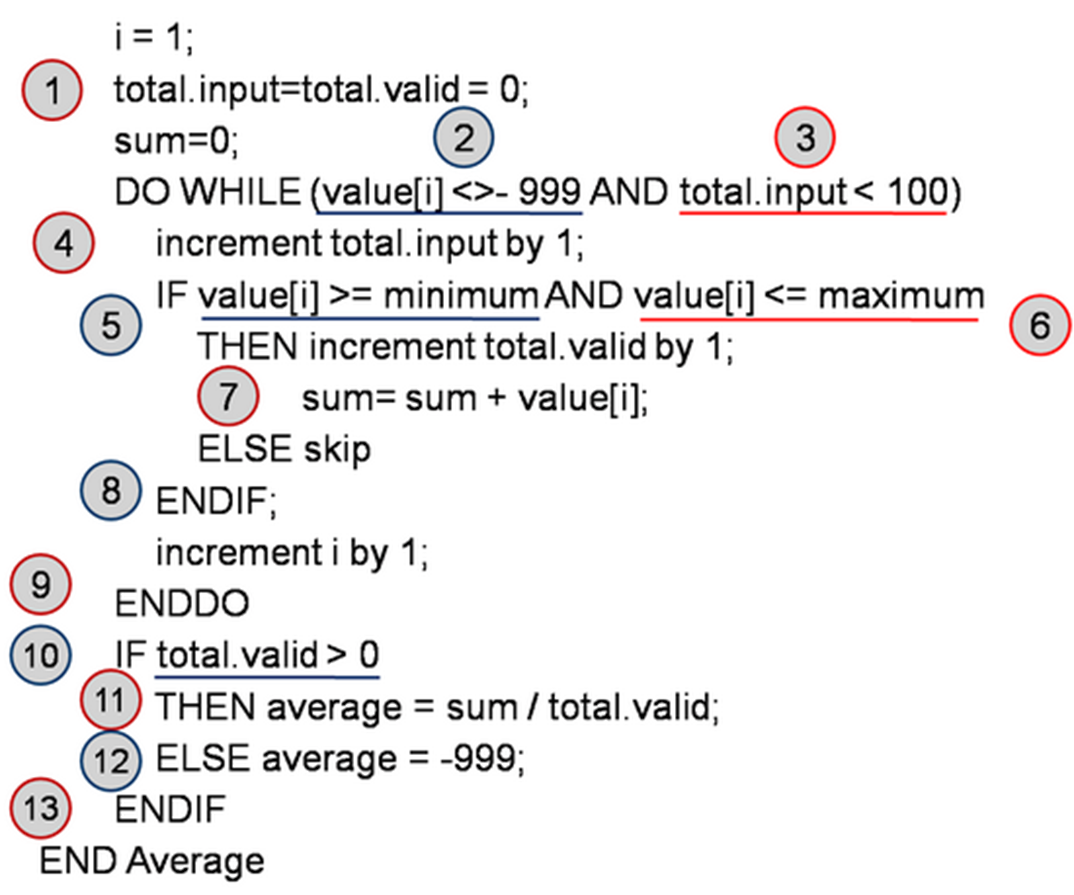 i = 1;
1 total.input=total.valid = 0;
sum=0; 2 3
DO WHILE (value[i] <>- 999 AND total.input < 100)
4 increment total.input by 1;
IF value[i] >= minimum AND value[i] <= maximum
5 6
THEN increment total.valid by 1;
7 sum= sum + value[i];
ELSE skip
8 ENDIF;
increment i by 1;
9
ENDDO
10 IF total.valid > 0
11 THEN average = sum / total.valid;
12 ELSE average = -999;
13 ENDIF
END Average